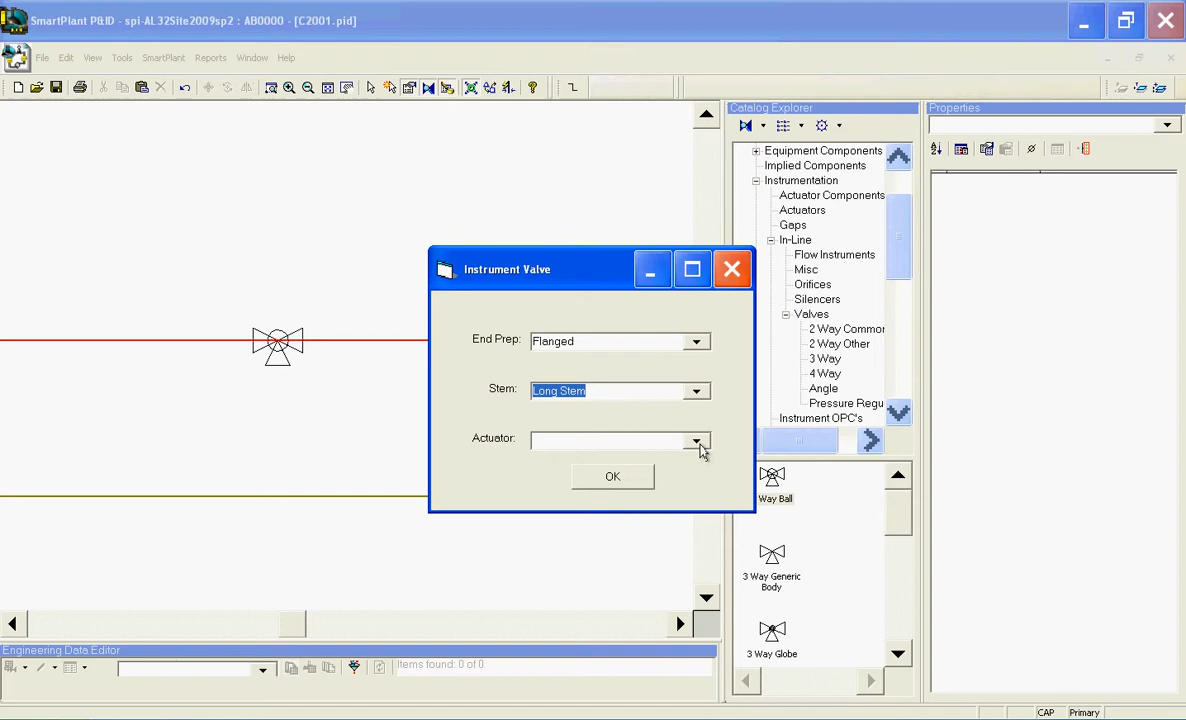 SmartPlant P&ID - spi-AL32Site2009sp2 : AB0000 - [C2001.pid]
File Edit View Tools SmartPlant Reports Window Help
Catalog Explorer
Equipment Components
Implied Components
Instrumentation
Actuator Components
Actuators
Gaps
In-Line
Flow Instruments
Misc
Orifices
Silencers
Valves
2 Way Common
2 Way Other
3 Way
4 Way
Angle
Pressure Regu
Instrument OPC's
Way Ball
3 Way Generic
Body
3 Way Globe
Properties
Instrument Valve
End Prep: Flanged
Stem: Long Stem
Actuator:
OK
Engineering Data Editor
Items found: 0 of 0
CAP Primary